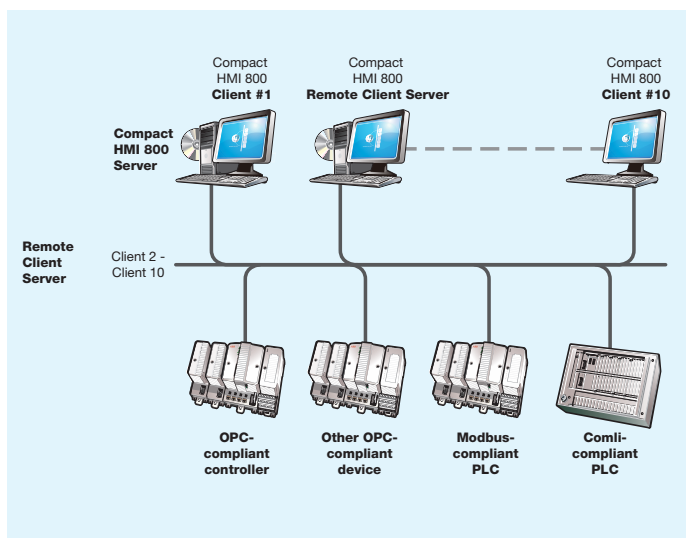 Compact
HMI 800
Client #1
Compact
HMI 800
Remote Client Server
Compact
HMI 800
Client #10
Compact
HMI 800
Server
Remote
Client
Server
Client 2 -
Client 10
OPC-
compliant
controller
Other OPC-
compliant
device
Modbus-
compliant
PLC
Comli-
compliant
PLC